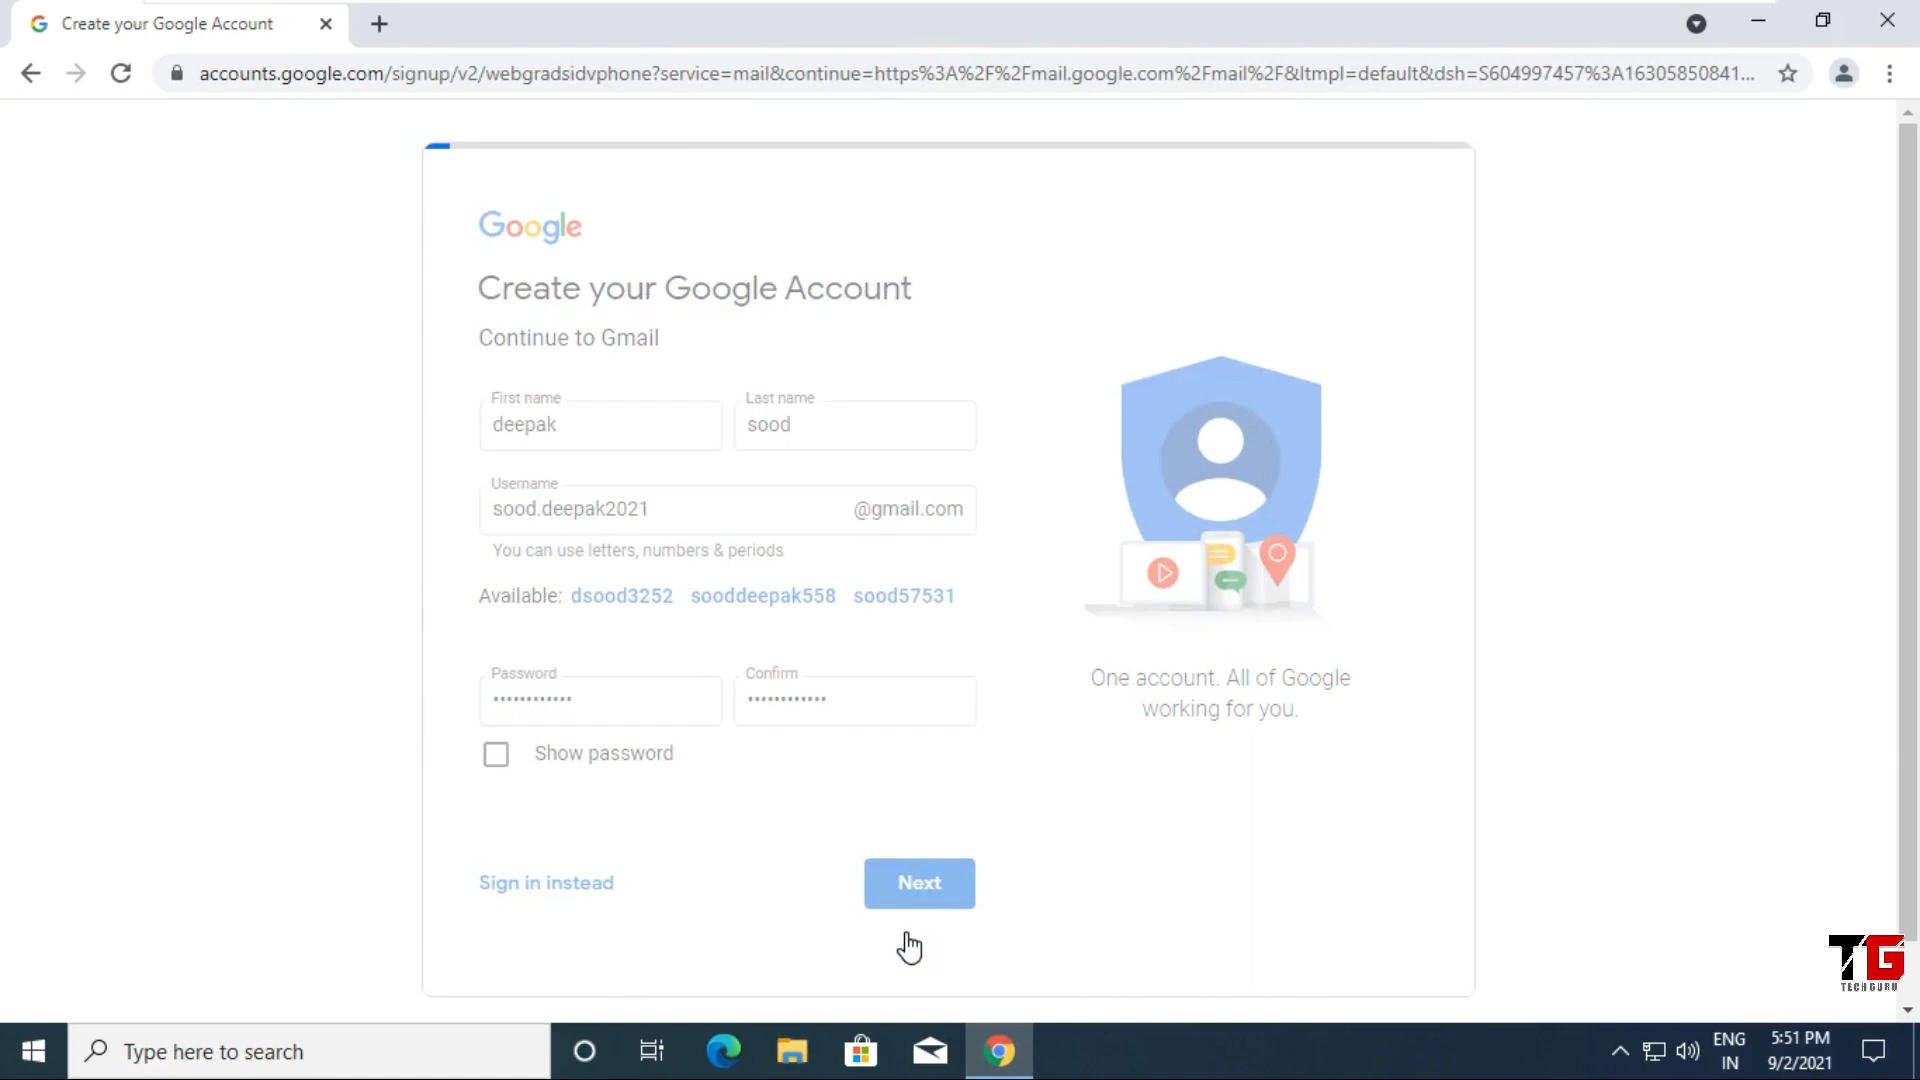 Create your Google Account
accounts.google.com/signup/v2/webgradsidvphone?service=mail&continue=https%3A%2F%2Fmail.google.com%2Fmail%2F&ltmpl=default&dsh=S604997457%3A16305850841...
Google
Create your Google Account
Continue to Gmail
First name Last name
deepak sood
Username
sood.deepak2021 @gmail.com
You can use letters, numbers & periods
Available: dsood3252 sooddeepak558 sood57531
Password Confirm
•••••••••••• ••••••••••••
Show password
One account. All of Google
working for you.
Sign in instead Next
TG
TECH GURU
Type here to search
ENG 5:51 PM
IN 9/2/2021